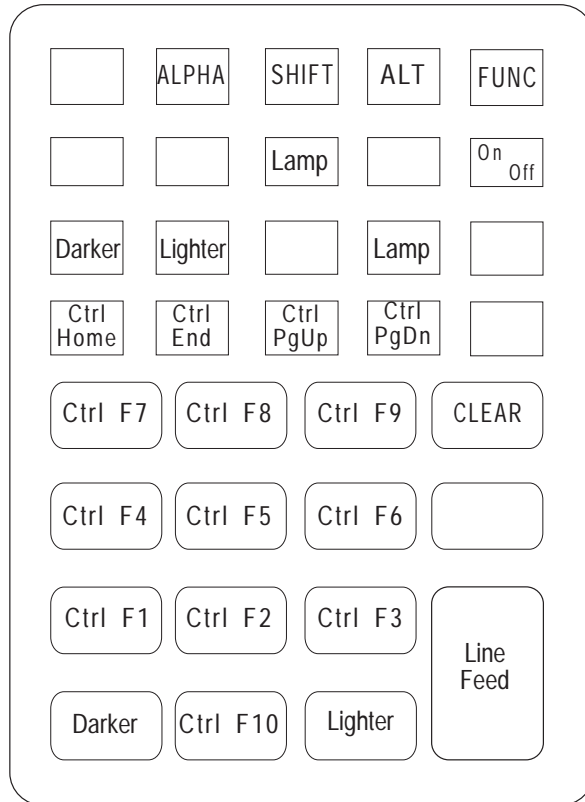 ALPHA SHIFT ALT FUNC
Lamp On Off
Darker Lighter Lamp
Ctrl Home Ctrl End Ctrl PgUp Ctrl PgDn
Ctrl F7 Ctrl F8 Ctrl F9 CLEAR
Ctrl F4 Ctrl F5 Ctrl F6
Ctrl F1 Ctrl F2 Ctrl F3 Line Feed
Darker Ctrl F10 Lighter